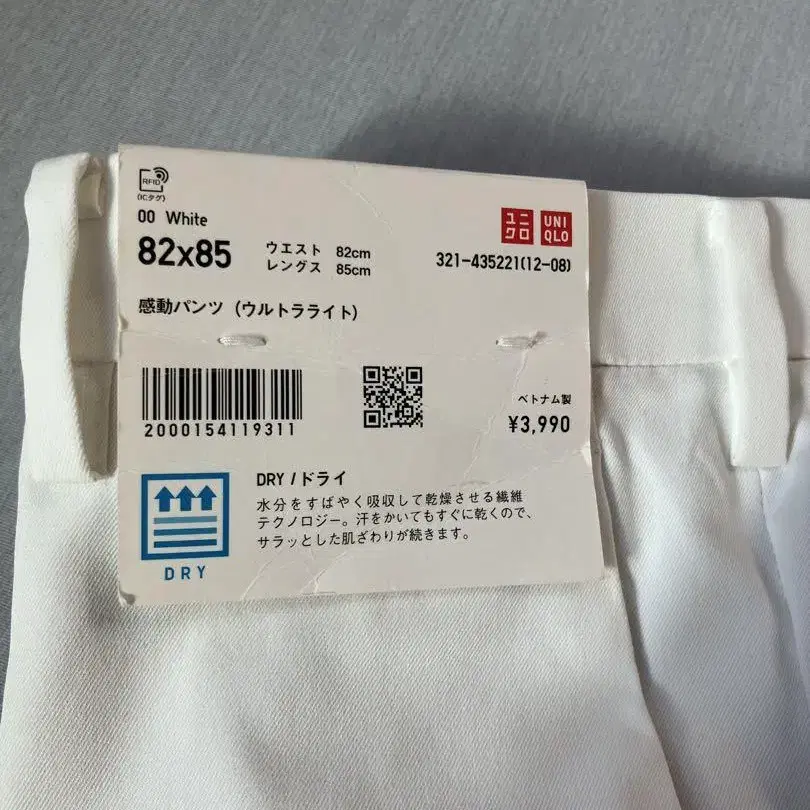 RFID
(ICタグ)
00 White
82x85
ウエスト 82cm
レングス 85cm
ユニ
クロ
UNI
QLO
321-435221(12-08)
感動パンツ (ウルトラライト)
2000154119311
ベトナム製
¥3,990
DRY
DRY / ドライ
水分をすばやく吸収して乾燥させる繊維
テクノロジー。汗をかいてもすぐに乾くので、
サラッとした肌ざわりが続きます。